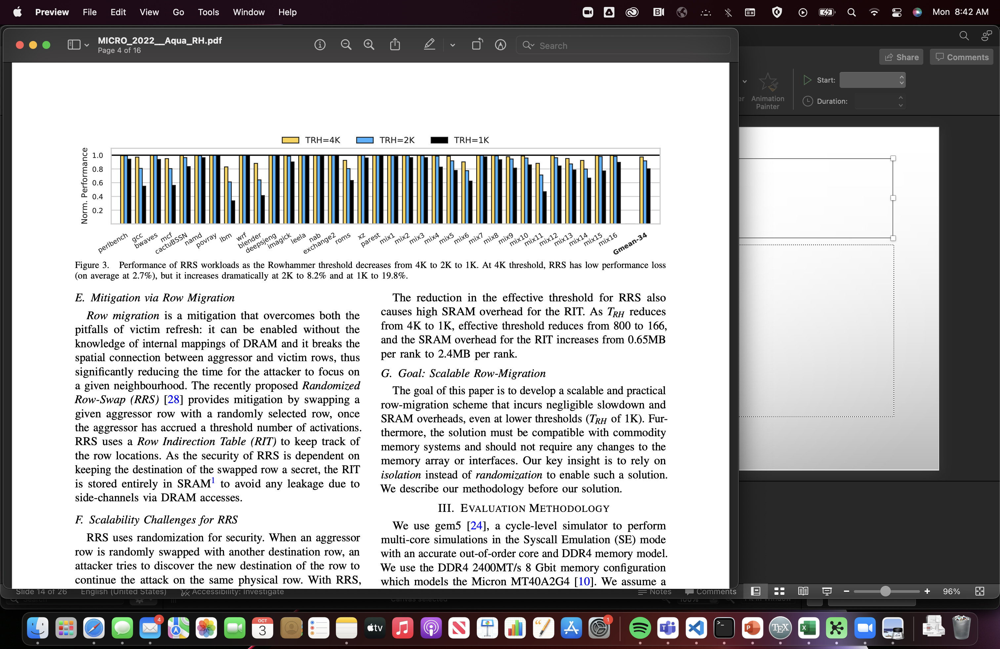 Preview File Edit View Go Tools Window Help
Mon 8:42 AM
MICRO_2022__Aqua_RH.pdf
Page 4 of 16
Search
Share Comments
Animation
Painter
Start:
Duration:
TRH=4K TRH=2K TRH=1K
Norm. Performance
1.0
0.8
0.6
0.4
0.2
perlbench gcc bwaves mcf cactuBSSN namd povray lbm wrf blender deepsjeng imagick leela nab exchange2 roms xz parest mix1 mix2 mix3 mix4 mix5 mix6 mix7 mix8 mix9 mix10 mix11 mix12 mix13 mix14 mix15 mix16 Gmean-34
Figure 3. Performance of RRS workloads as the Rowhammer threshold decreases from 4K to 2K to 1K. At 4K threshold, RRS has low performance loss
(on average at 2.7%), but it increases dramatically at 2K to 8.2% and at 1K to 19.8%.
E. Mitigation via Row Migration
Row migration is a mitigation that overcomes both the
pitfalls of victim refresh: it can be enabled without the
knowledge of internal mappings of DRAM and it breaks the
spatial connection between aggressor and victim rows, thus
significantly reducing the time for the attacker to focus on
a given neighbourhood. The recently proposed Randomized
Row-Swap (RRS) [28] provides mitigation by swapping a
given aggressor row with a randomly selected row, once
the aggressor has accrued a threshold number of activations.
RRS uses a Row Indirection Table (RIT) to keep track of
the row locations. As the security of RRS is dependent on
keeping the destination of the swapped row a secret, the RIT
is stored entirely in SRAM1 to avoid any leakage due to
side-channels via DRAM accesses.
F. Scalability Challenges for RRS
RRS uses randomization for security. When an aggressor
row is randomly swapped with another destination row, an
attacker tries to discover the new destination of the row to
continue the attack on the same physical row. With RRS,
The reduction in the effective threshold for RRS also
causes high SRAM overhead for the RIT. As TRH reduces
from 4K to 1K, effective threshold reduces from 800 to 166,
and the SRAM overhead for the RIT increases from 0.65MB
per rank to 2.4MB per rank.
G. Goal: Scalable Row-Migration
The goal of this paper is to develop a scalable and practical
row-migration scheme that incurs negligible slowdown and
SRAM overheads, even at lower thresholds (TRH of 1K). Fur-
thermore, the solution must be compatible with commodity
memory systems and should not require any changes to the
memory array or interfaces. Our key insight is to rely on
isolation instead of randomization to enable such a solution.
We describe our methodology before our solution.
III. EVALUATION METHODOLOGY
We use gem5 [24], a cycle-level simulator to perform
multi-core simulations in the Syscall Emulation (SE) mode
with an accurate out-of-order core and DDR4 memory model.
We use the DDR4 2400MT/s 8 Gbit memory configuration
which models the Micron MT40A2G4 [10]. We assume a
Slide 14 of 26 English (United States) Accessibility: Investigate Notes Comments 96%
4
OCT
3
tv
1
TEX